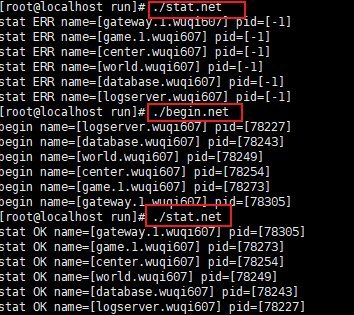 [root@localhost run]# ./stat.net
stat ERR name=[gateway.1.wuqi607] pid=[-1]
stat ERR name=[game.1.wuqi607] pid=[-1]
stat ERR name=[center.wuqi607] pid=[-1]
stat ERR name=[world.wuqi607] pid=[-1]
stat ERR name=[database.wuqi607] pid=[-1]
stat ERR name=[logserver.wuqi607] pid=[-1]
[root@localhost run]# ./begin.net
begin name=[logserver.wuqi607] pid=[78227]
begin name=[database.wuqi607] pid=[78243]
begin name=[world.wuqi607] pid=[78249]
begin name=[center.wuqi607] pid=[78254]
begin name=[game.1.wuqi607] pid=[78273]
begin name=[gateway.1.wuqi607] pid=[78305]
[root@localhost run]# ./stat.net
stat OK name=[gateway.1.wuqi607] pid=[78305]
stat OK name=[game.1.wuqi607] pid=[78273]
stat OK name=[center.wuqi607] pid=[78254]
stat OK name=[world.wuqi607] pid=[78249]
stat OK name=[database.wuqi607] pid=[78243]
stat OK name=[logserver.wuqi607] pid=[78227]